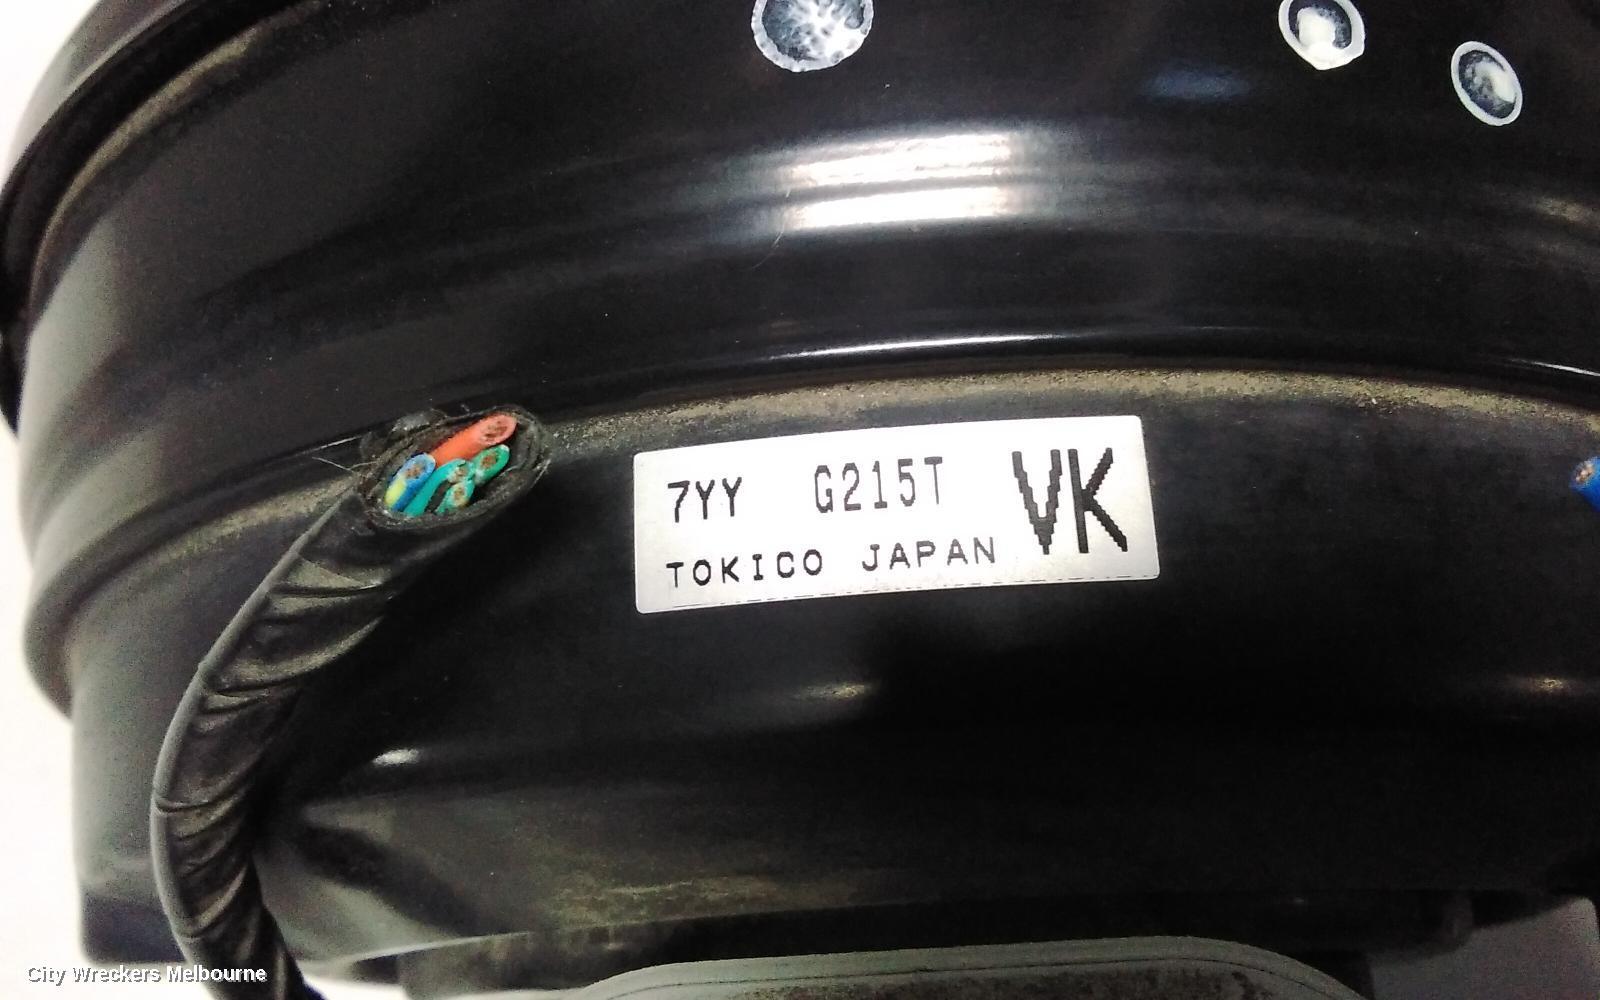 7YY G215T VK
TOKICO JAPAN
City Wreckers Melbourne